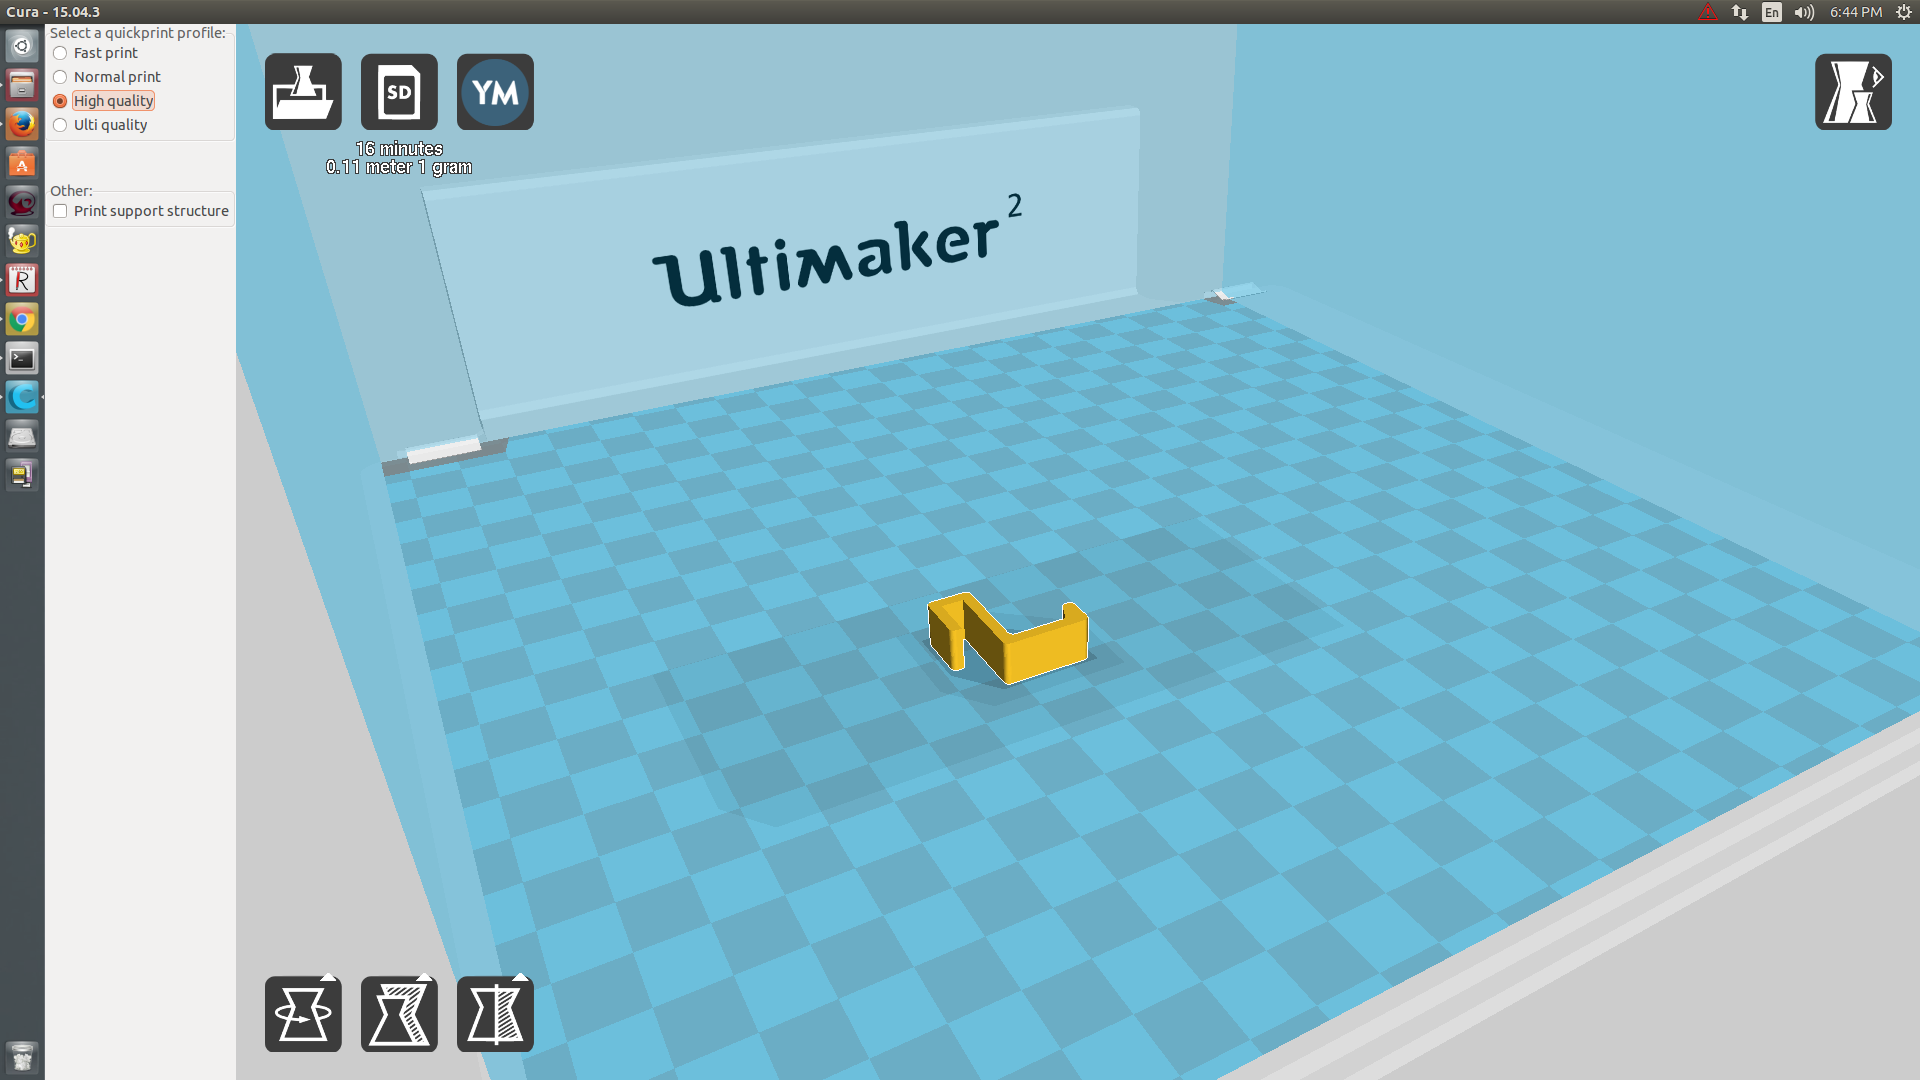 Cura - 15.04.3
En
6:44 PM
Select a quickprint profile:
Fast print
Normal print
High quality
Ulti quality
Other:
Print support structure
SD
YM
16 minutes
0.11 meter 1 gram
Ultimaker 2
A
R
C